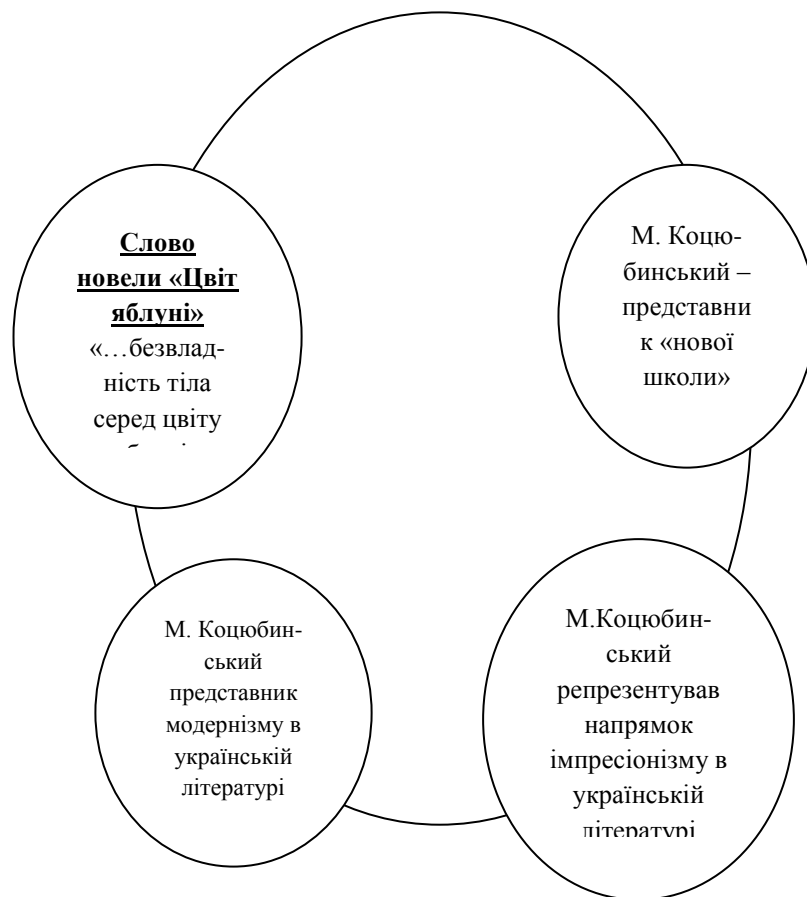 Слово
новели «Цвіт
яблуні»
«…безвлад-
ність тіла
серед цвіту
М. Коцю-
бинський –
представни
к «нової
школи»
М. Коцюбин-
ський
представник
модернізму в
українській
літературі
М.Коцюбин-
ський
репрезентував
напрямок
імпресіонізму в
українській
літературі